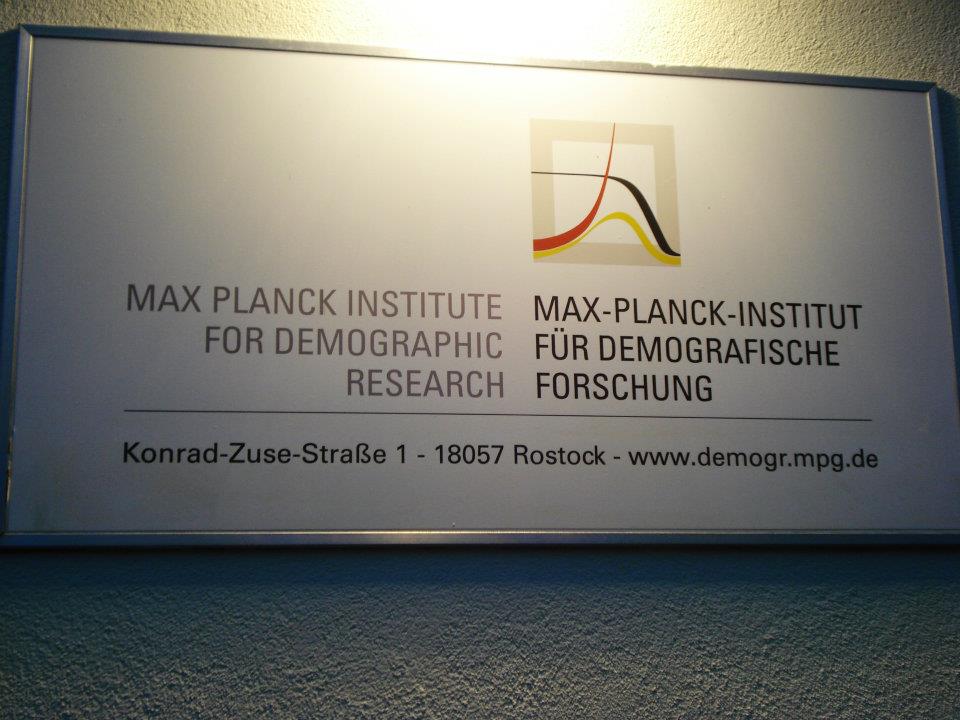 MAX PLANCK INSTITUTE
FOR DEMOGRAPHIC
RESEARCH
MAX-PLANCK-INSTITUT
FÜR DEMOGRAFISCHE
FORSCHUNG
Konrad-Zuse-Straße 1 - 18057 Rostock - www.demogr.mpg.de